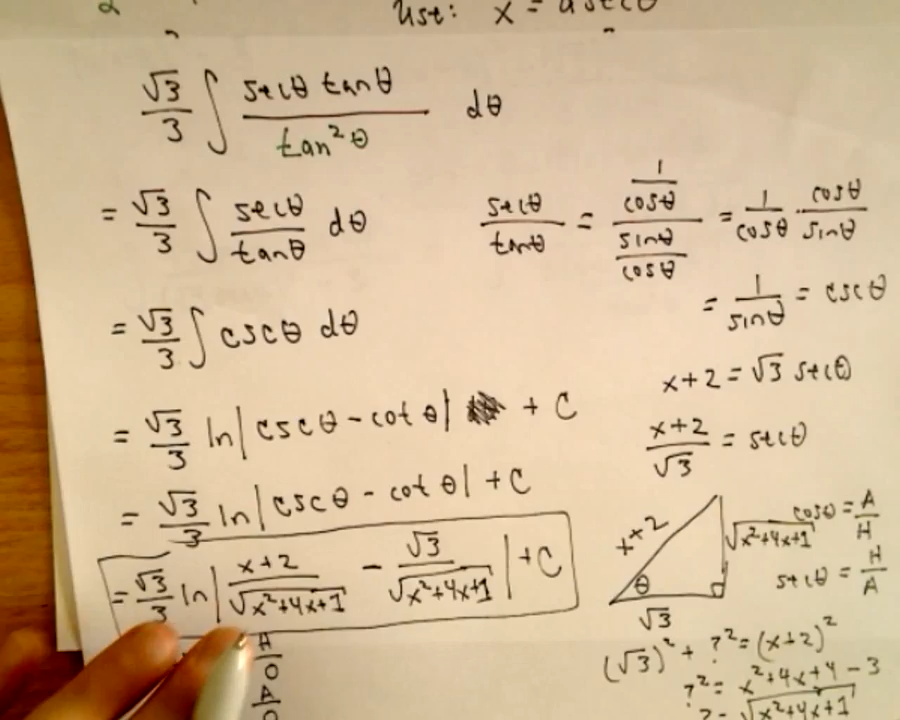 Use: x = a secθ
√3/3 ∫ secθ tanθ / tan²θ dθ
= √3/3 ∫ secθ / tanθ dθ
secθ / tanθ = (1/cosθ) / (sinθ/cosθ) = 1/cosθ cosθ/sinθ
= 1/sinθ = cscθ
= √3/3 ∫ cscθ dθ
x+2 = √3 secθ
= √3/3 ln|cscθ - cotθ| + C
x+2 / √3 = secθ
= √3/3 ln|cscθ - cotθ| + C
= √3/3 ln| x+2 / √x²+4x+1 - √3 / √x²+4x+1 | + C
x+2
√x²+4x+1
θ
√3
cosθ = A/H
secθ = H/A
(√3)² + ?² = (x+2)²
?² = x²+4x+4-3
? = √x²+4x+1
H
O
A
O